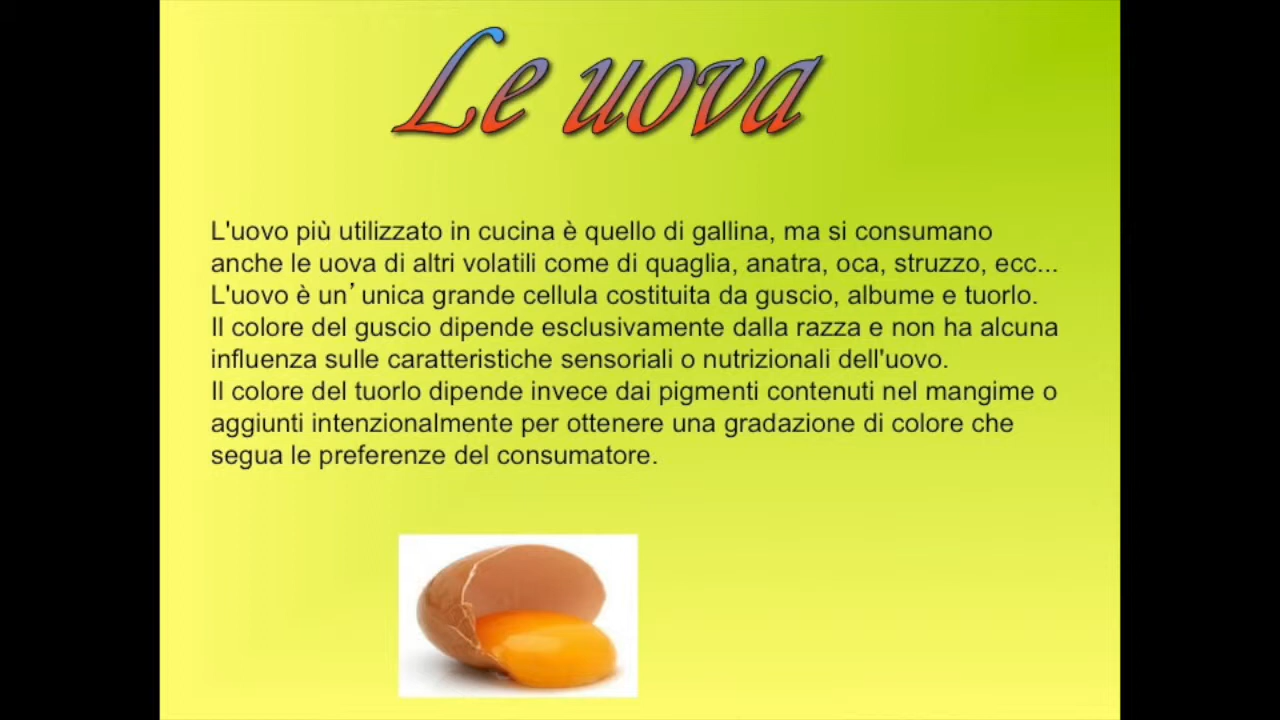 Le uova
L'uovo più utilizzato in cucina è quello di gallina, ma si consumano
anche le uova di altri volatili come di quaglia, anatra, oca, struzzo, ecc...
L'uovo è un’unica grande cellula costituita da guscio, albume e tuorlo.
Il colore del guscio dipende esclusivamente dalla razza e non ha alcuna
influenza sulle caratteristiche sensoriali o nutrizionali dell'uovo.
Il colore del tuorlo dipende invece dai pigmenti contenuti nel mangime o
aggiunti intenzionalmente per ottenere una gradazione di colore che
segua le preferenze del consumatore.